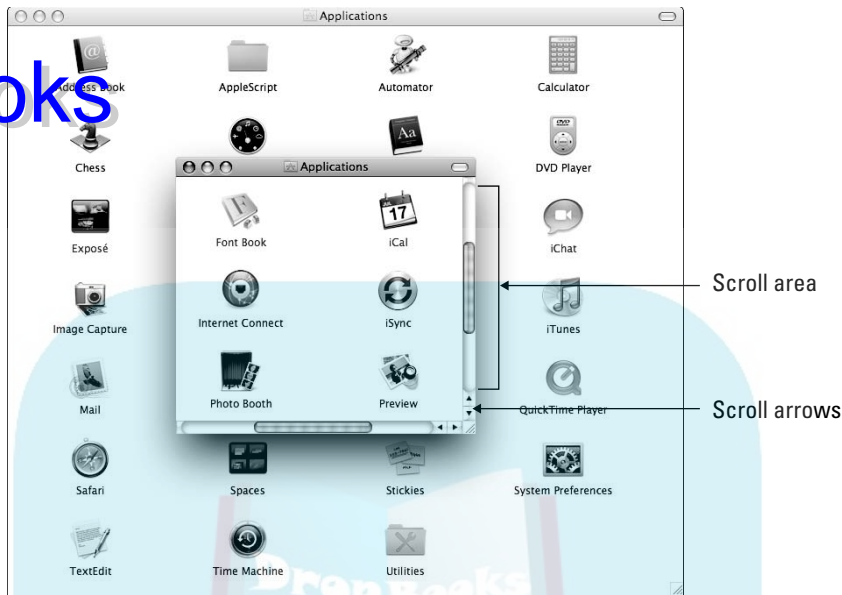 Applications
Address Book
AppleScript
Automator
Calculator
oks
Chess
DVD Player
Applications
Exposé
Font Book
iCal
iChat
Scroll area
Image Capture
Internet Connect
iSync
iTunes
Mail
Photo Booth
Preview
QuickTime Player
Scroll arrows
Safari
Spaces
Stickies
System Preferences
TextEdit
Time Machine
Utilities
DropBooks